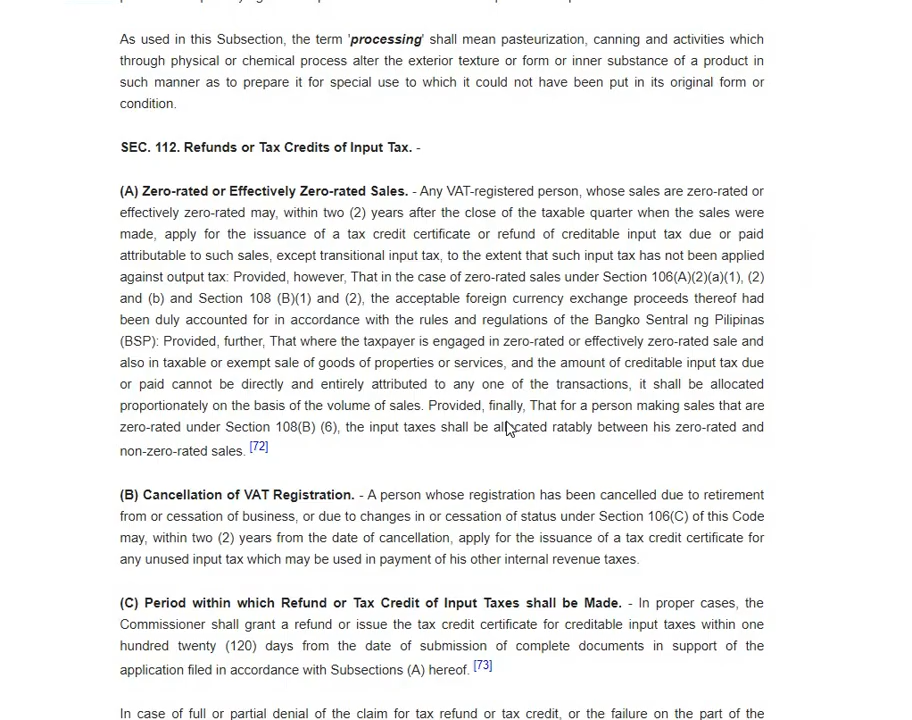 As used in this Subsection, the term 'processing' shall mean pasteurization, canning and activities which
through physical or chemical process alter the exterior texture or form or inner substance of a product in
such manner as to prepare it for special use to which it could not have been put in its original form or
condition.
SEC. 112. Refunds or Tax Credits of Input Tax. -
(A) Zero-rated or Effectively Zero-rated Sales. - Any VAT-registered person, whose sales are zero-rated or
effectively zero-rated may, within two (2) years after the close of the taxable quarter when the sales were
made, apply for the issuance of a tax credit certificate or refund of creditable input tax due or paid
attributable to such sales, except transitional input tax, to the extent that such input tax has not been applied
against output tax: Provided, however, That in the case of zero-rated sales under Section 106(A)(2)(a)(1), (2)
and (b) and Section 108 (B)(1) and (2), the acceptable foreign currency exchange proceeds thereof had
been duly accounted for in accordance with the rules and regulations of the Bangko Sentral ng Pilipinas
(BSP): Provided, further, That where the taxpayer is engaged in zero-rated or effectively zero-rated sale and
also in taxable or exempt sale of goods of properties or services, and the amount of creditable input tax due
or paid cannot be directly and entirely attributed to any one of the transactions, it shall be allocated
proportionately on the basis of the volume of sales. Provided, finally, That for a person making sales that are
zero-rated under Section 108(B) (6), the input taxes shall be allocated ratably between his zero-rated and
non-zero-rated sales. [72]
(B) Cancellation of VAT Registration. - A person whose registration has been cancelled due to retirement
from or cessation of business, or due to changes in or cessation of status under Section 106(C) of this Code
may, within two (2) years from the date of cancellation, apply for the issuance of a tax credit certificate for
any unused input tax which may be used in payment of his other internal revenue taxes.
(C) Period within which Refund or Tax Credit of Input Taxes shall be Made. - In proper cases, the
Commissioner shall grant a refund or issue the tax credit certificate for creditable input taxes within one
hundred twenty (120) days from the date of submission of complete documents in support of the
application filed in accordance with Subsections (A) hereof. [73]
In case of full or partial denial of the claim for tax refund or tax credit, or the failure on the part of the